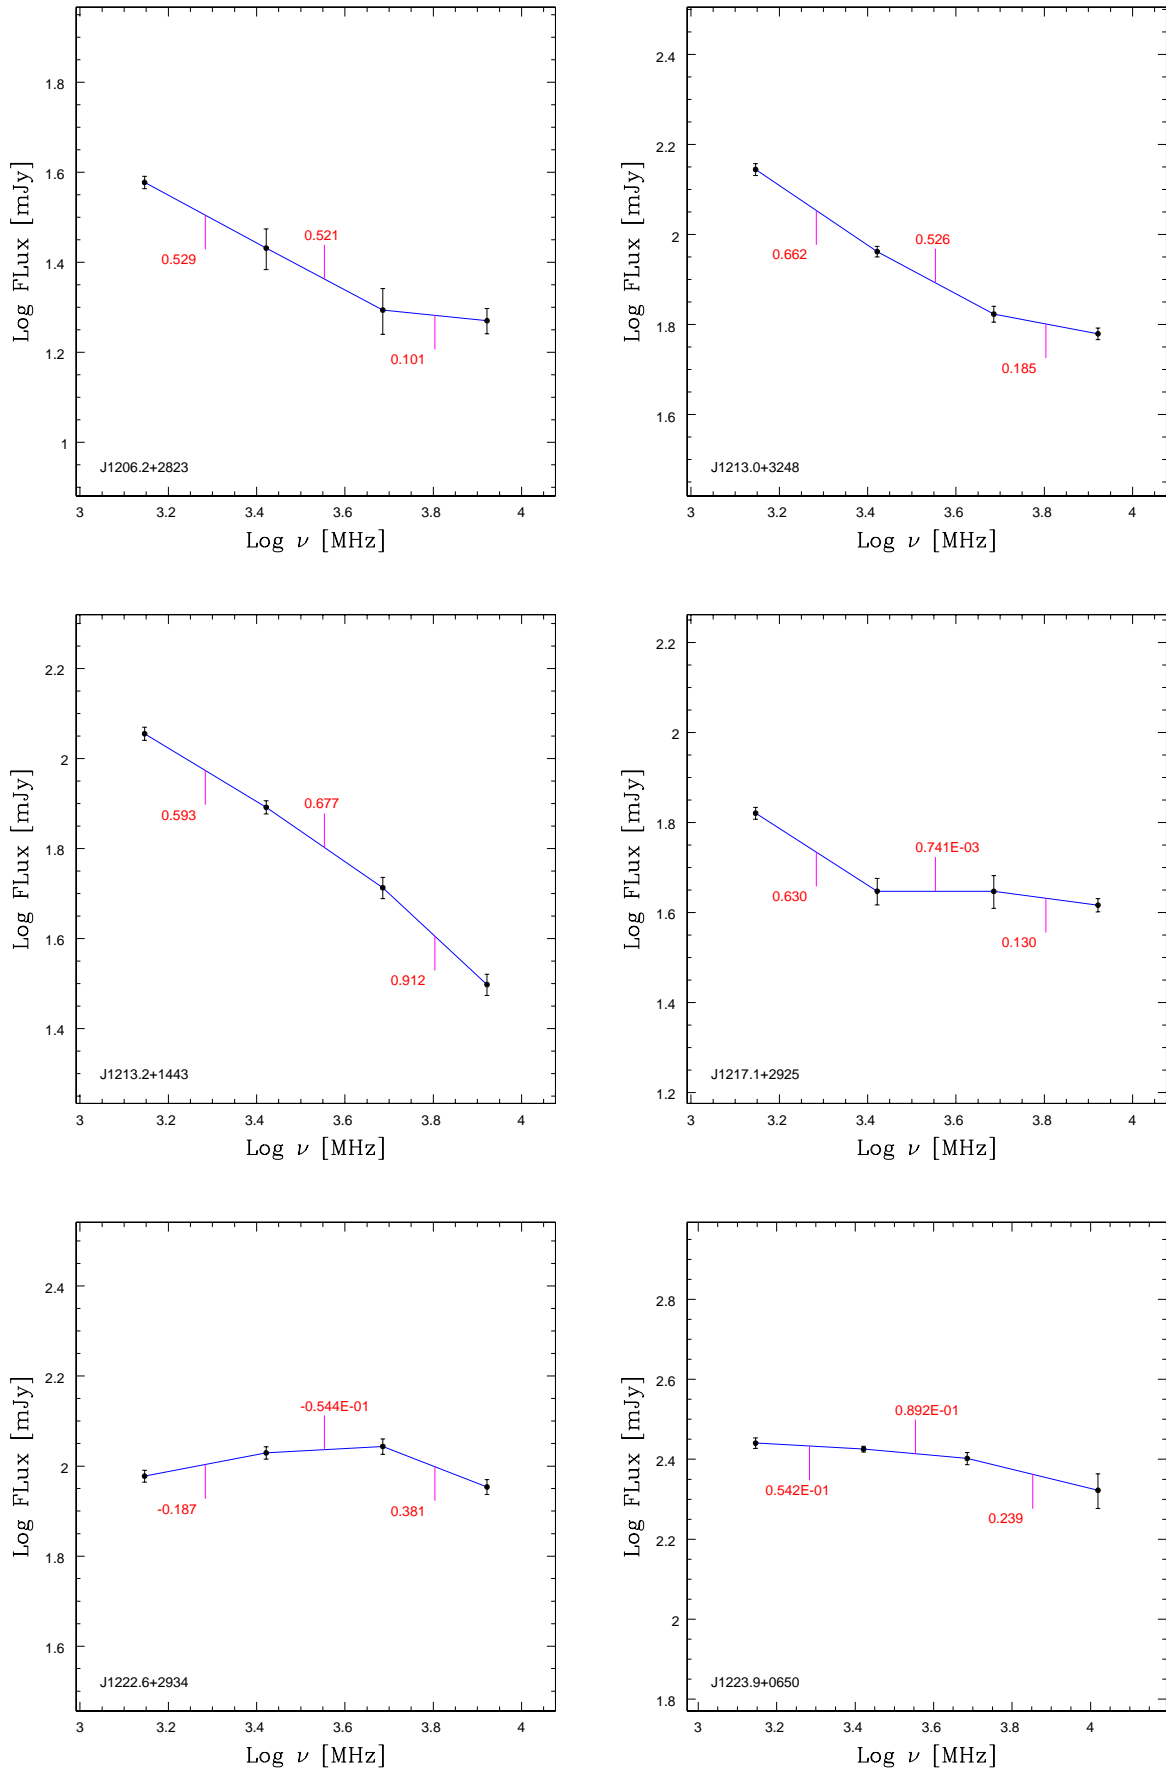 Log FLux [mJy]
1.8
1.6
1.4
1.2
1
0.529
0.521
0.101
J1206.2+2823
3 3.2 3.4 3.6 3.8 4
Log ν [MHz]
Log FLux [mJy]
2.4
2.2
2
1.8
1.6
0.662
0.526
0.185
J1213.0+3248
3 3.2 3.4 3.6 3.8 4
Log ν [MHz]
Log FLux [mJy]
2.2
2
1.8
1.6
1.4
0.593
0.677
0.912
J1213.2+1443
3 3.2 3.4 3.6 3.8 4
Log ν [MHz]
Log FLux [mJy]
2.2
2
1.8
1.6
1.4
1.2
0.630
0.741E-03
0.130
J1217.1+2925
3 3.2 3.4 3.6 3.8 4
Log ν [MHz]
Log FLux [mJy]
2.4
2.2
2
1.8
1.6
-0.187
-0.544E-01
0.381
J1222.6+2934
3 3.2 3.4 3.6 3.8 4
Log ν [MHz]
Log FLux [mJy]
2.8
2.6
2.4
2.2
2
1.8
0.542E-01
0.892E-01
0.239
J1223.9+0650
3 3.2 3.4 3.6 3.8 4
Log ν [MHz]